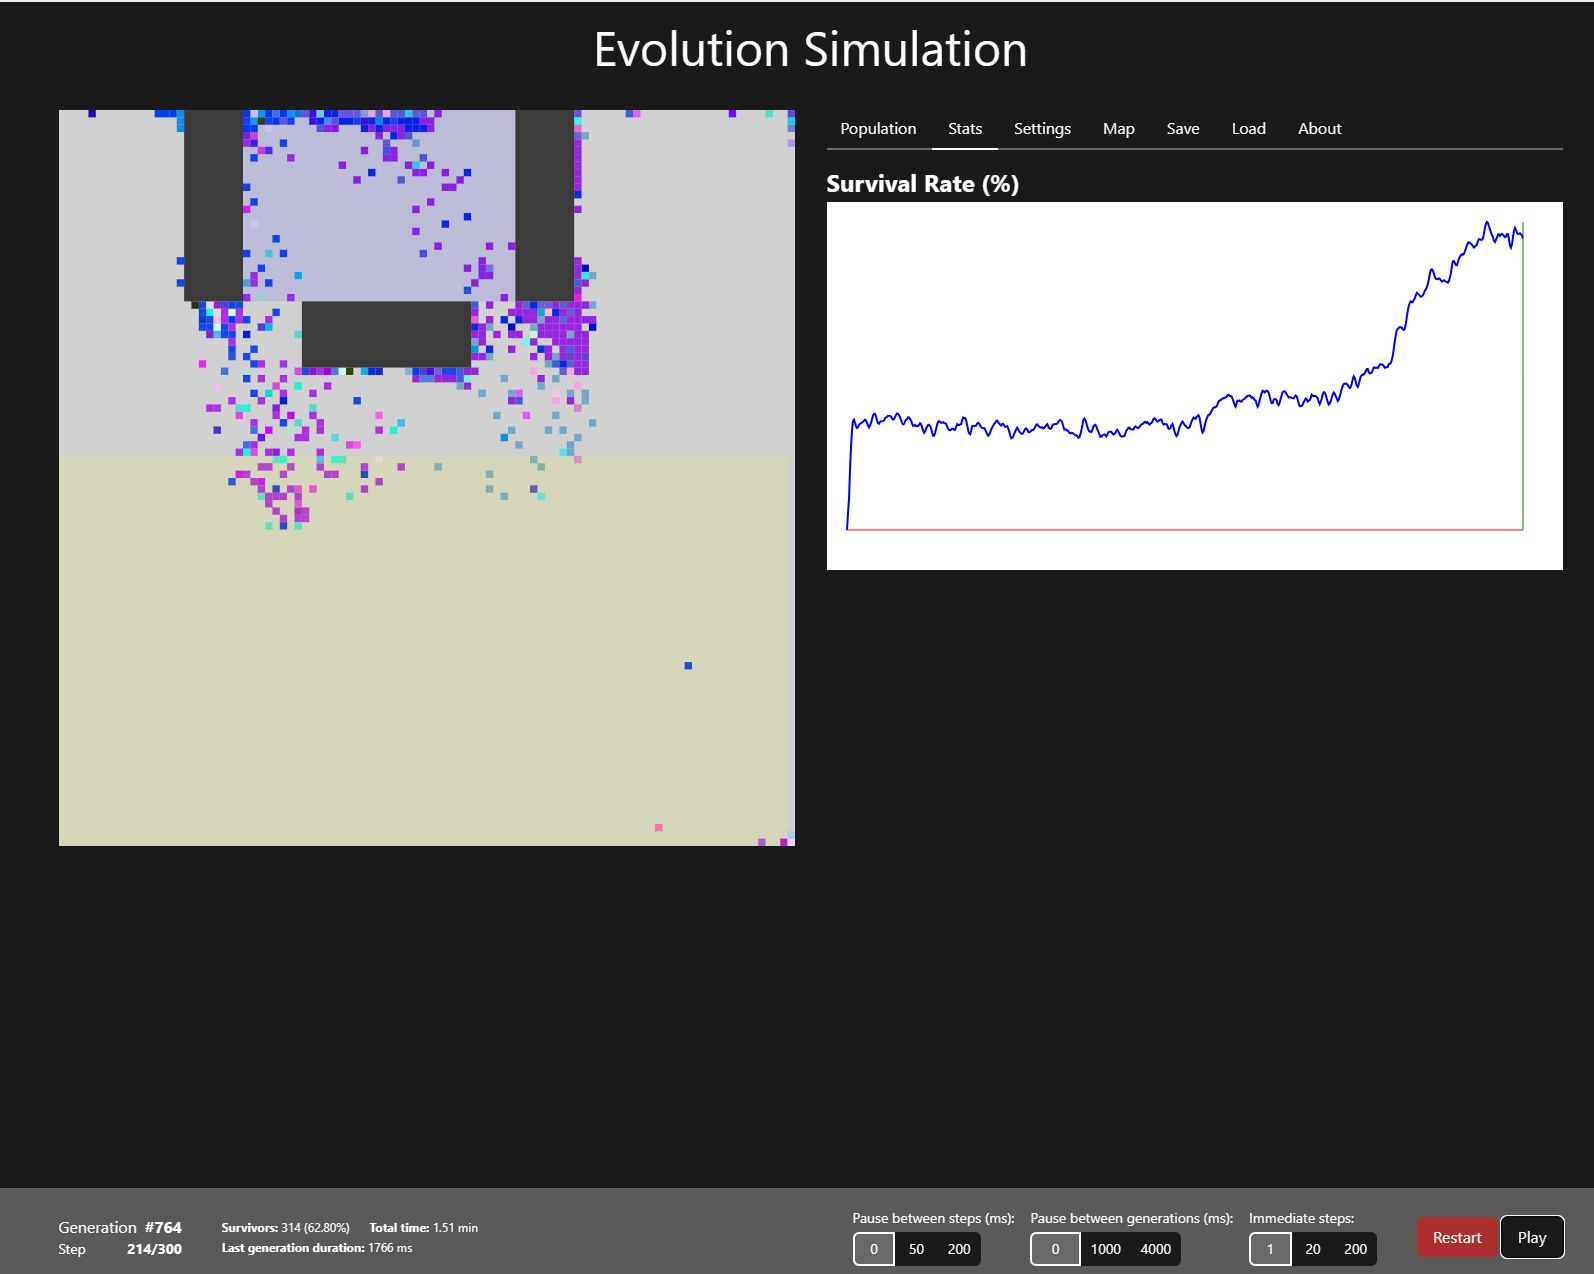 Evolution Simulation
Population Stats Settings Map Save Load About
Survival Rate (%)
Generation #764
Step 214/300
Survivors: 314 (62.80%) Total time: 1.51 min
Last generation duration: 1766 ms
Pause between steps (ms):
0 50 200
Pause between generations (ms):
0 1000 4000
Immediate steps:
1 20 200
Restart Play